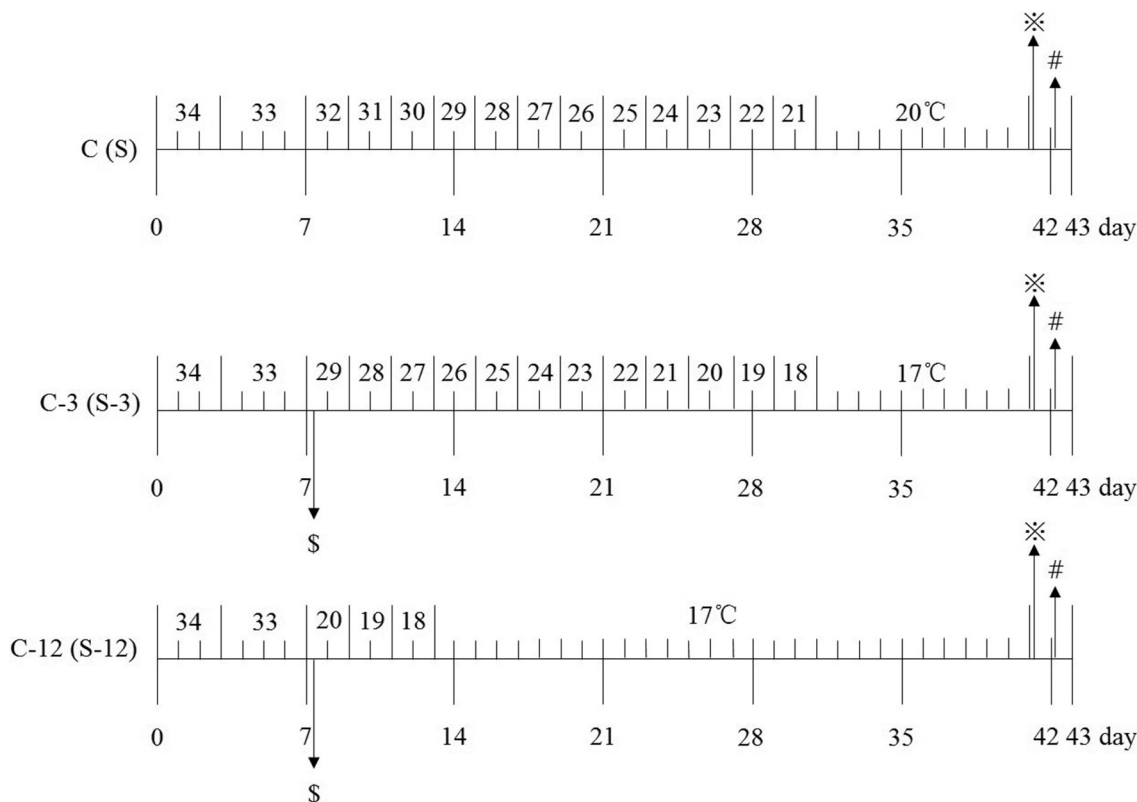 ※
#
34 33 32 31 30 29 28 27 26 25 24 23 22 21 20℃
C (S)
0 7 14 21 28 35 42 43 day
※
#
34 33 29 28 27 26 25 24 23 22 21 20 19 18 17℃
C-3 (S-3)
0 7 14 21 28 35 42 43 day
$
※
#
34 33 20 19 18 17℃
C-12 (S-12)
0 7 14 21 28 35 42 43 day
$